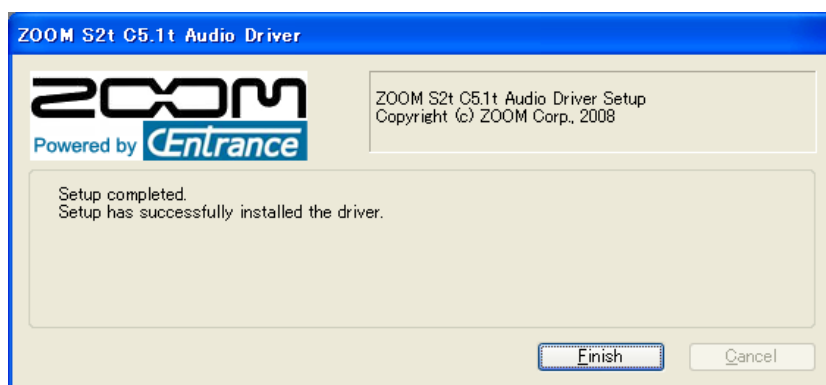 ZOOM S2t C5.1t Audio Driver
ZOOM
Powered by CEntrance
ZOOM S2t C5.1t Audio Driver Setup
Copyright (c) ZOOM Corp., 2008
Setup completed.
Setup has successfully installed the driver.
Finish
Cancel